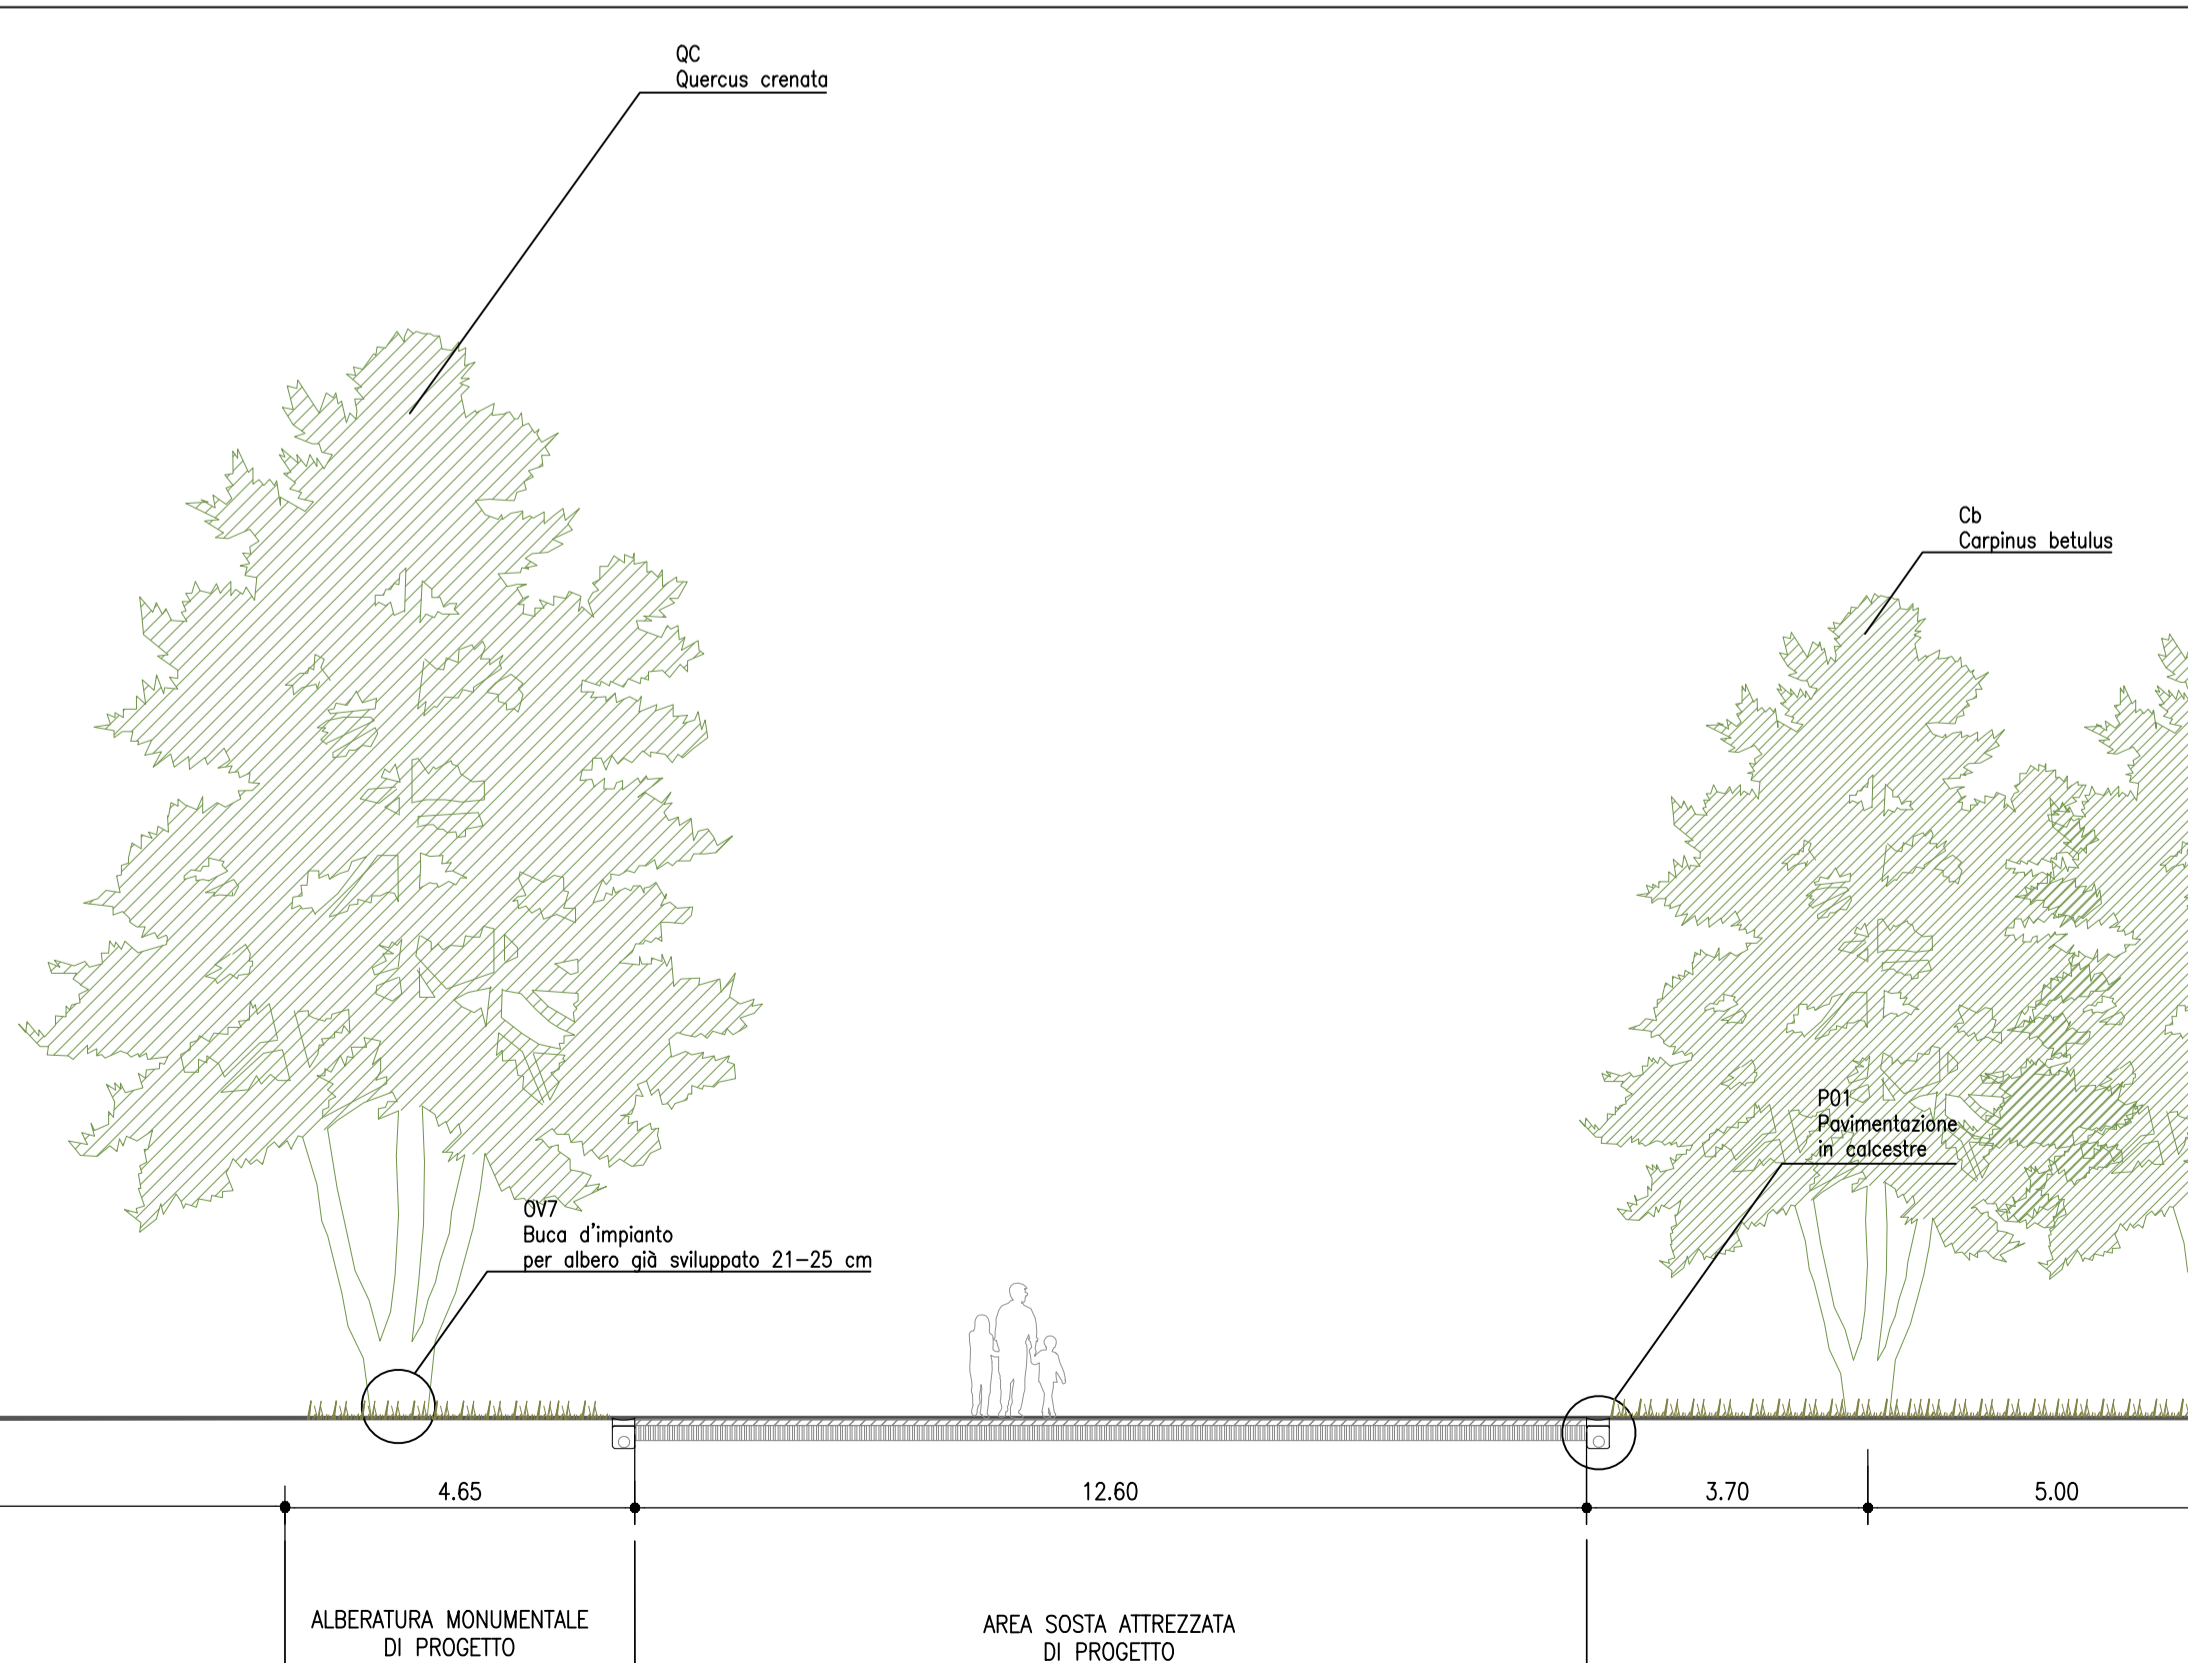 QC
Quercus crenata
Cb
Carpinus betulus
P01
Pavimentazione
in calcestre
OV7
Buca d'impianto
per albero già sviluppato 21-25 cm
4.65
12.60
3.70
5.00
ALBERATURA MONUMENTALE
DI PROGETTO
AREA SOSTA ATTREZZATA
DI PROGETTO